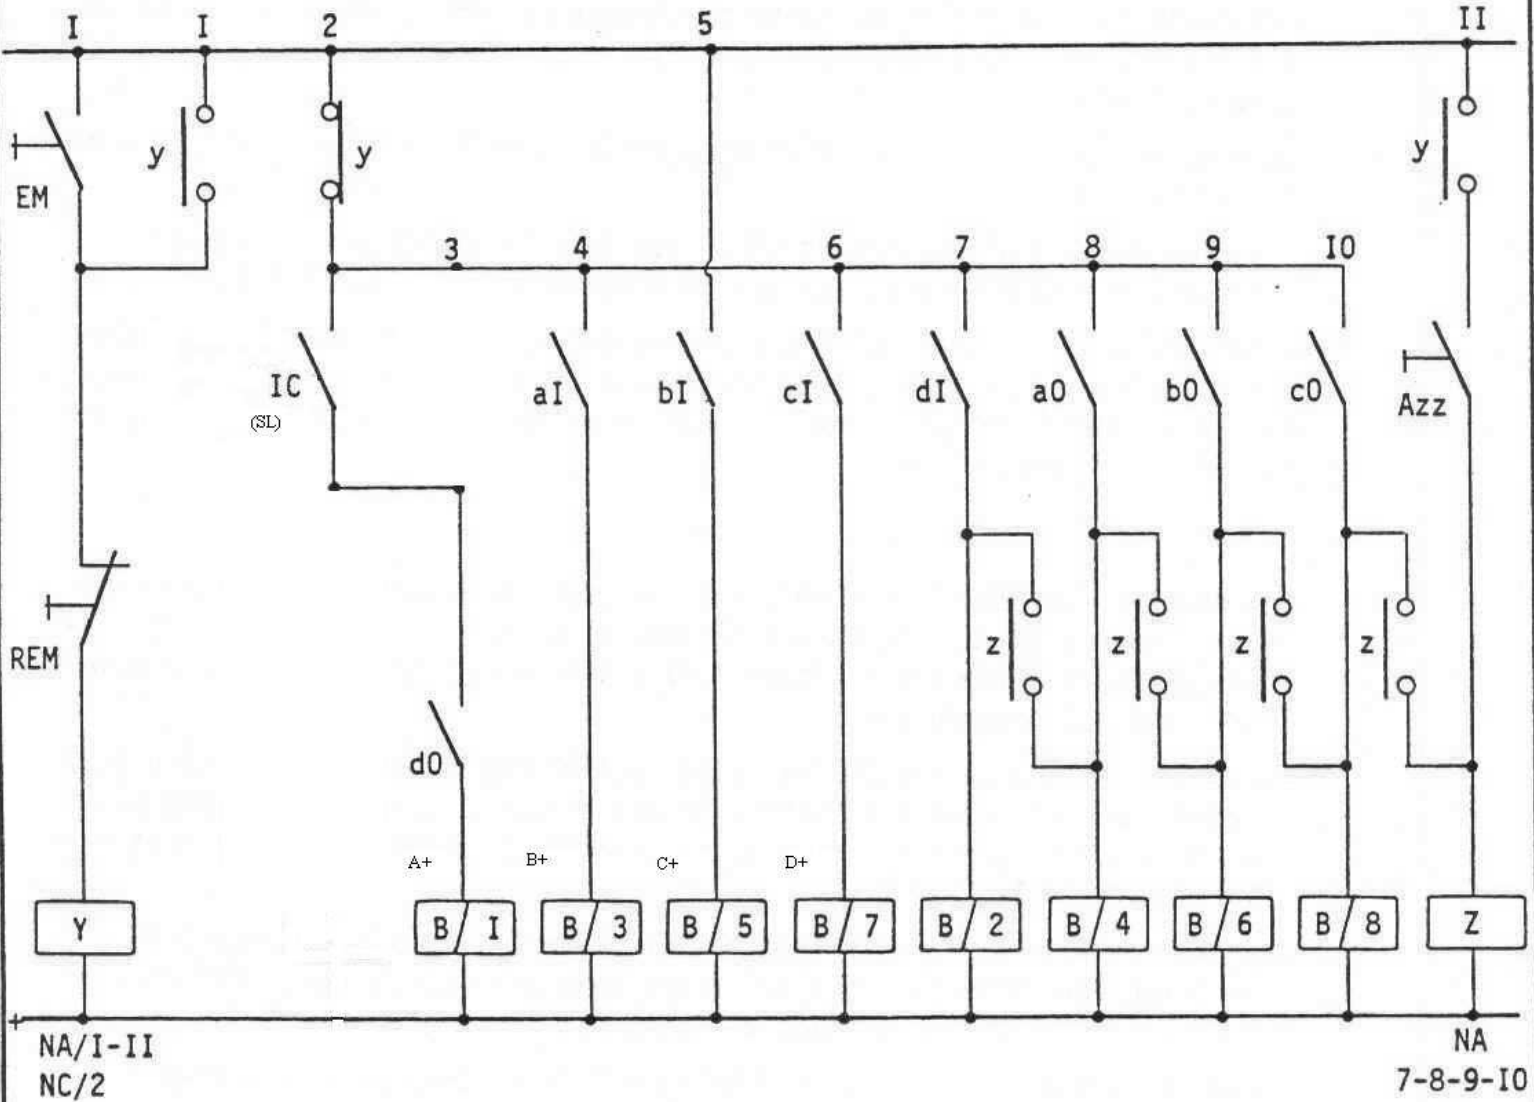 I I 2 5 II
y y y
EM
3 4 6 7 8 9 I0
IC aI bI cI dI a0 b0 c0 Azz
(SL)
REM z z z z
d0
A+ B+ C+ D+
Y B/I B/3 B/5 B/7 B/2 B/4 B/6 B/8 Z
NA/I-II NA
NC/2 7-8-9-I0